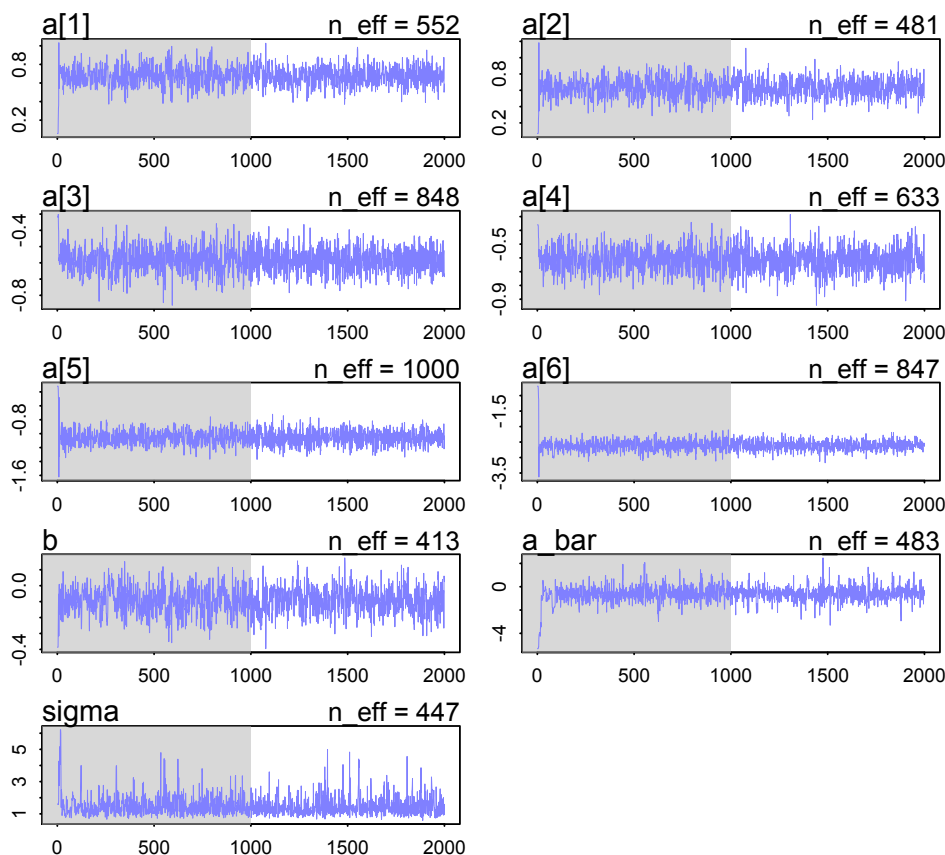 a[1] n_eff = 552
0.2 0.8
0 500 1000 1500 2000
a[2] n_eff = 481
0.2 0.8
0 500 1000 1500 2000
a[3] n_eff = 848
-0.8 -0.4
0 500 1000 1500 2000
a[4] n_eff = 633
-0.9 -0.5
0 500 1000 1500 2000
a[5] n_eff = 1000
-1.6 -0.8
0 500 1000 1500 2000
a[6] n_eff = 847
-3.5 -1.5
0 500 1000 1500 2000
b n_eff = 413
-0.4 0.0
0 500 1000 1500 2000
a_bar n_eff = 483
-4 0
0 500 1000 1500 2000
sigma n_eff = 447
1 3 5
0 500 1000 1500 2000